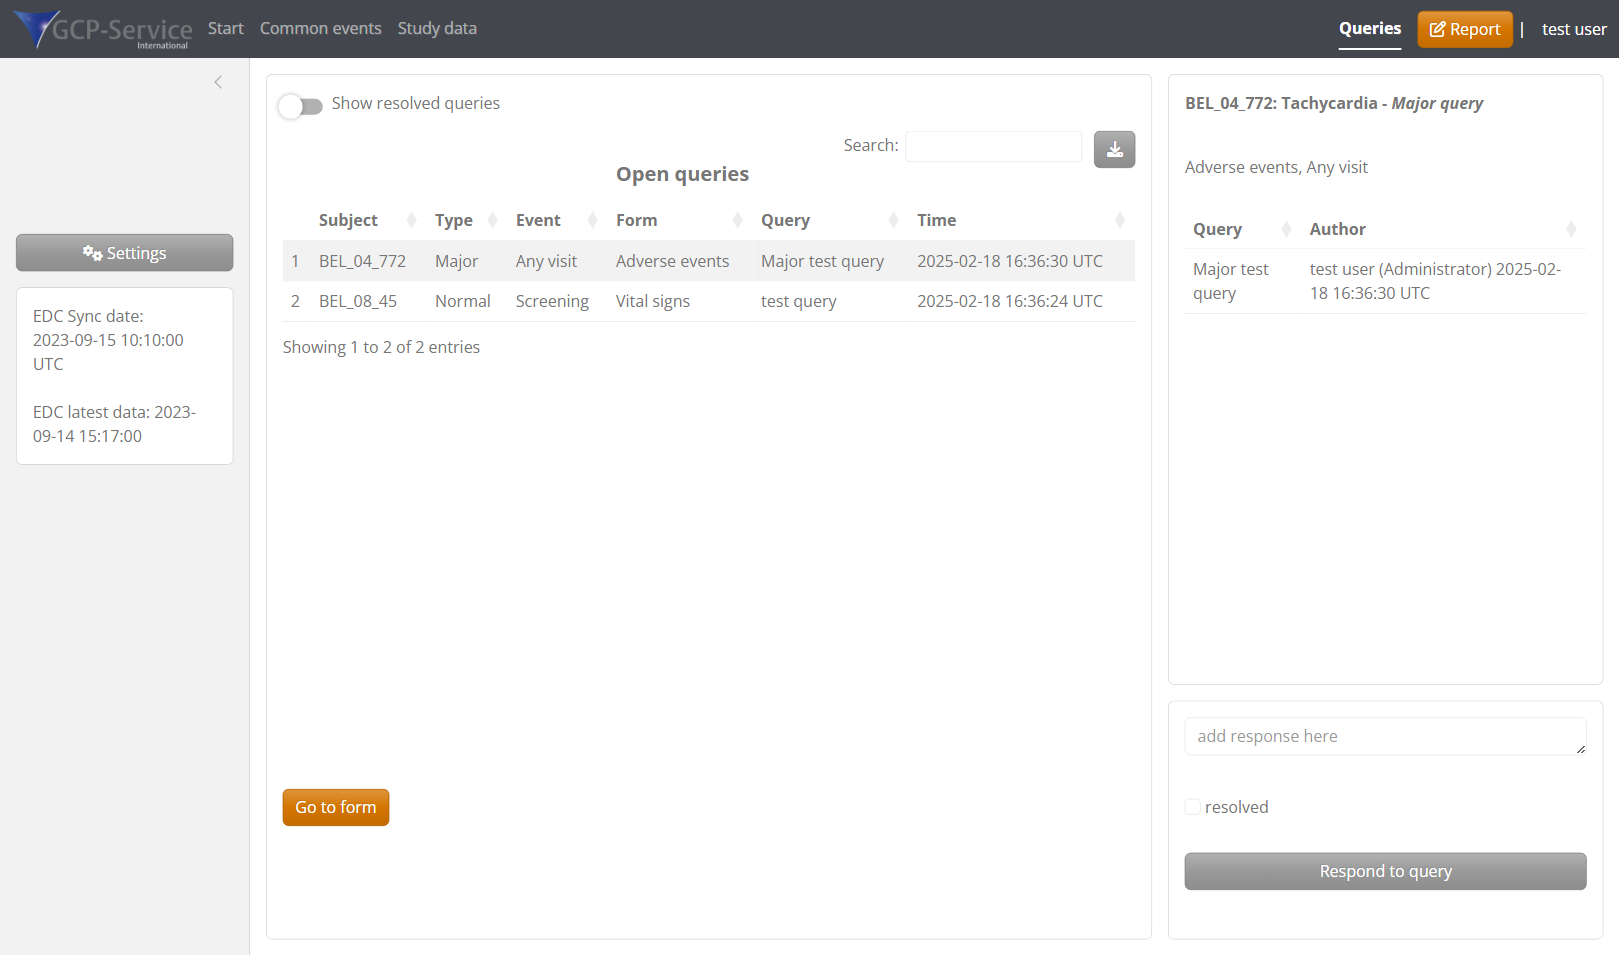 GCP-Service
International
Start Common events Study data
Queries Report | test user
Settings
EDC Sync date:
2023-09-15 10:10:00
UTC
EDC latest data: 2023-
09-14 15:17:00
Show resolved queries
Search:
Open queries
Subject Type Event Form Query Time
1 BEL_04_772 Major Any visit Adverse events Major test query 2025-02-18 16:36:30 UTC
2 BEL_08_45 Normal Screening Vital signs test query 2025-02-18 16:36:24 UTC
Showing 1 to 2 of 2 entries
Go to form
BEL_04_772: Tachycardia - Major query
Adverse events, Any visit
Query Author
Major test test user (Administrator) 2025-02-
query 18 16:36:30 UTC
add response here
resolved
Respond to query